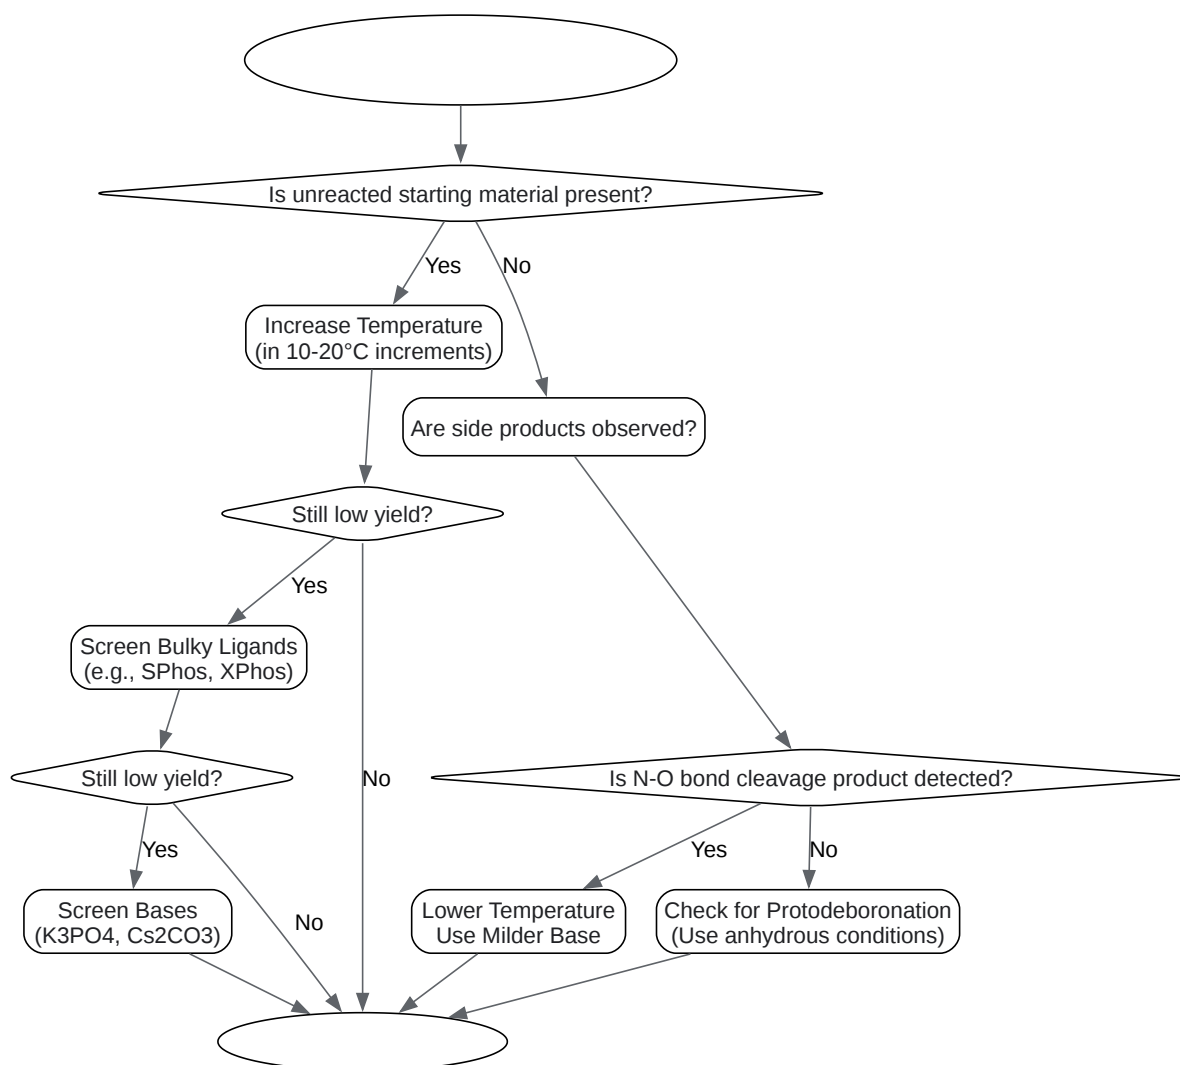 Is unreacted starting material present?
Yes
No
Increase Temperature
(in 10-20°C increments)
Are side products observed?
Still low yield?
Yes
Screen Bulky Ligands
(e.g., SPhos, XPhos)
Still low yield?
No
Is N-O bond cleavage product detected?
Yes
Yes
No
Screen Bases
(K3PO4, Cs2CO3)
No
Lower Temperature
Use Milder Base
Check for Protodeboronation
(Use anhydrous conditions)